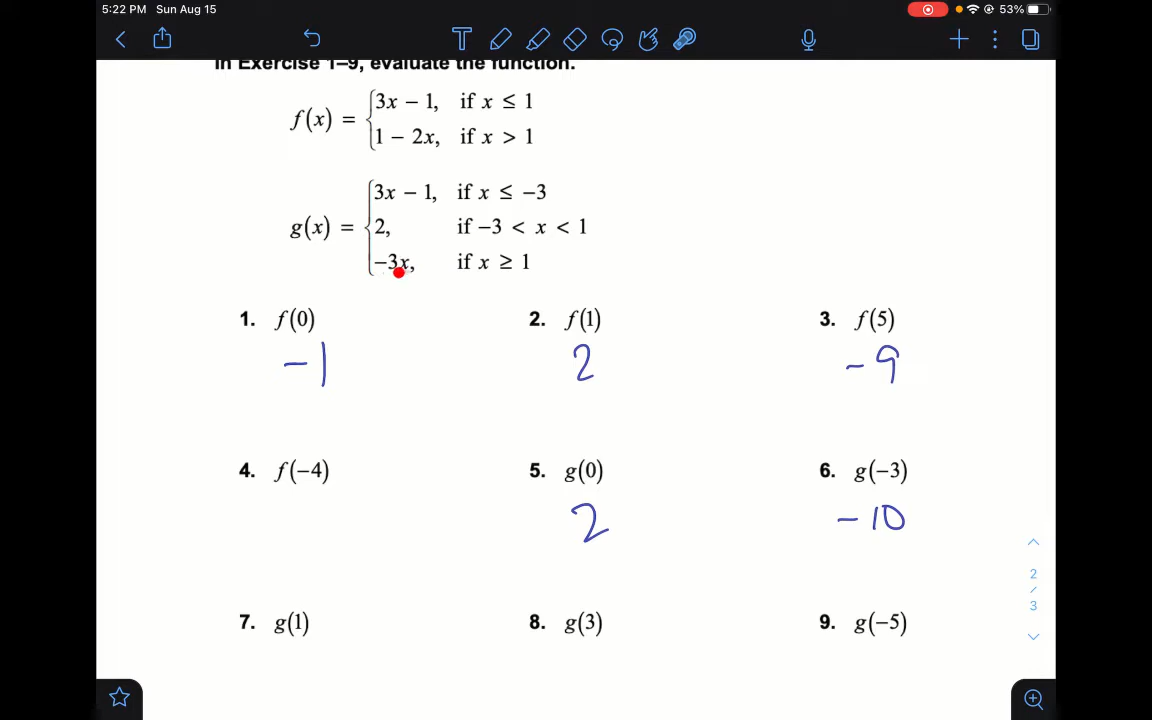 5:22 PM Sun Aug 15 53%
T
in Exercise 1–9, evaluate the function.
f(x) = {3x − 1, if x ≤ 1
1 − 2x, if x > 1
g(x) = {3x − 1, if x ≤ −3
2, if −3 < x < 1
−3x, if x ≥ 1
1. f(0) 2. f(1) 3. f(5)
−1 2 −9
4. f(−4) 5. g(0) 6. g(−3)
2 −10
2
/
3
7. g(1) 8. g(3) 9. g(−5)